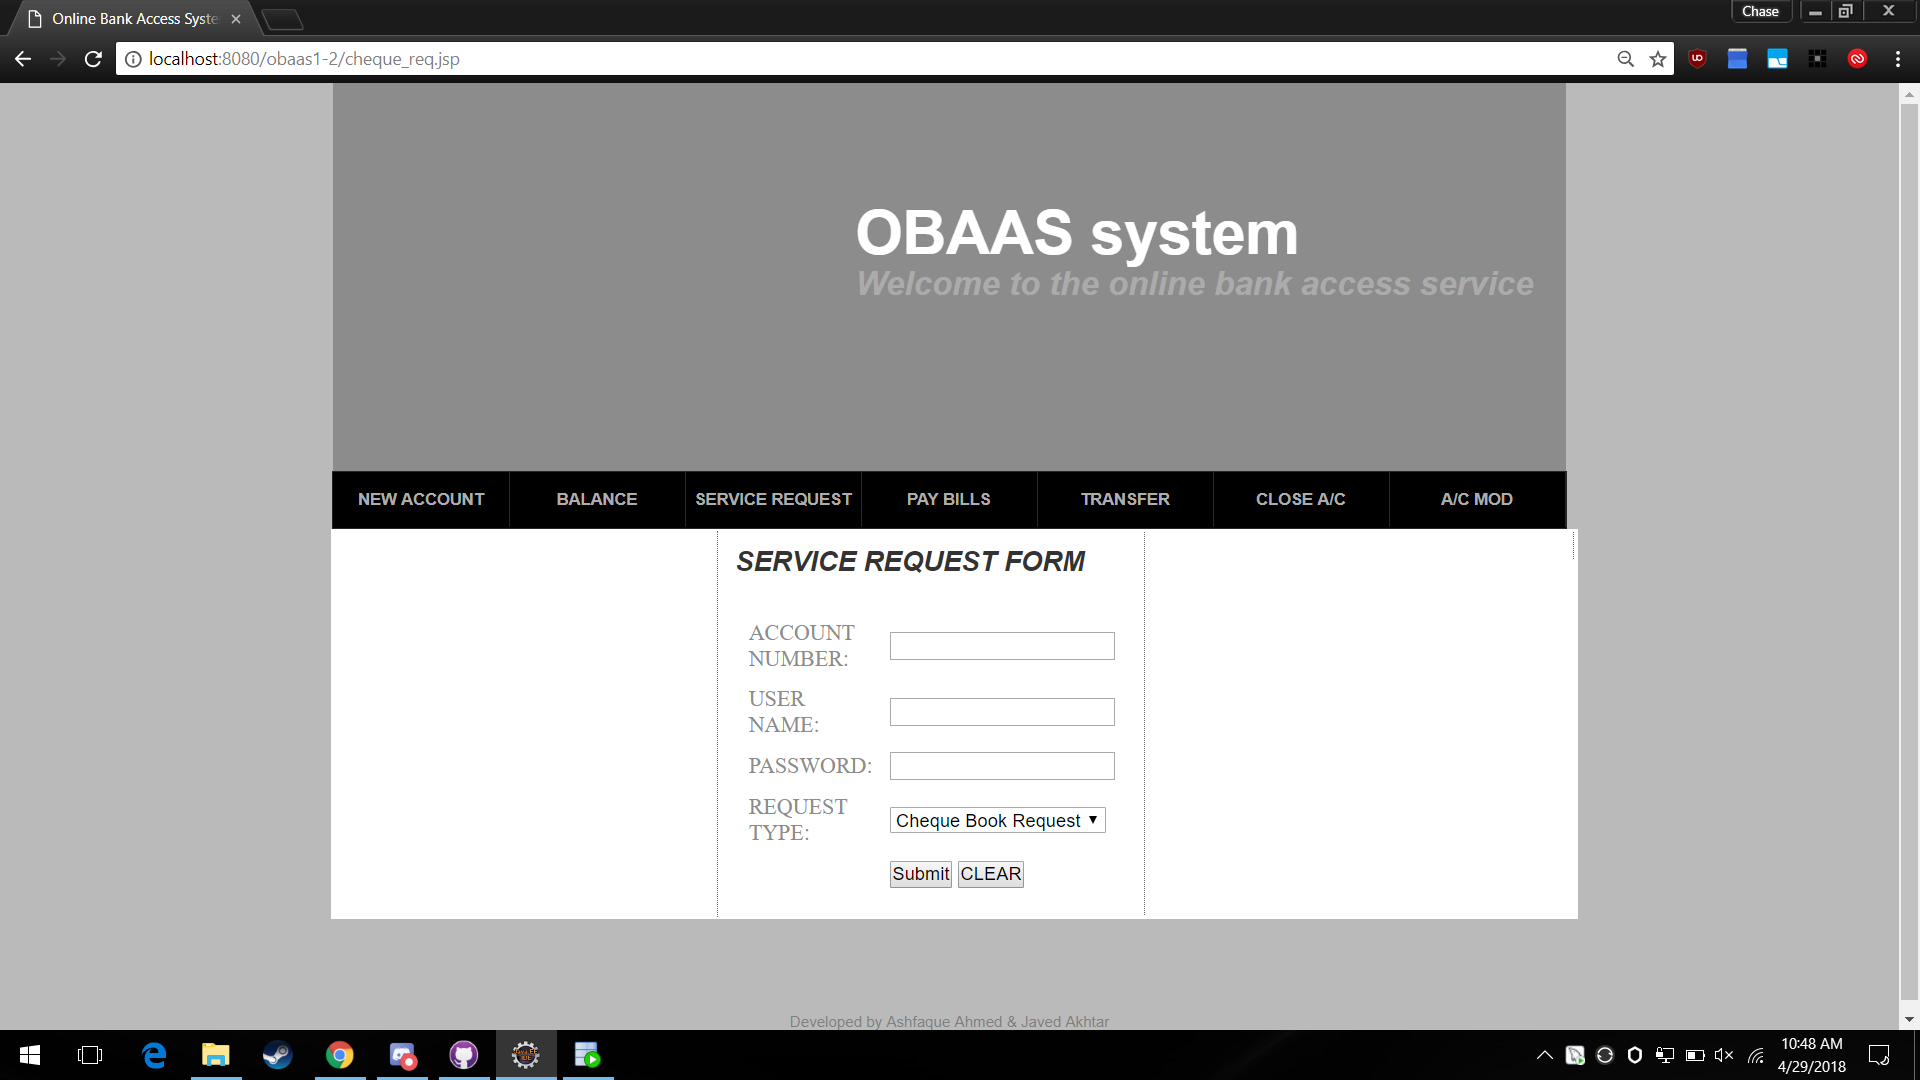 Online Bank Access Syste
Chase
localhost:8080/obaas1-2/cheque_req.jsp
OBAAS system
Welcome to the online bank access service
NEW ACCOUNT BALANCE SERVICE REQUEST PAY BILLS TRANSFER CLOSE A/C A/C MOD
SERVICE REQUEST FORM
ACCOUNT
NUMBER:
USER
NAME:
PASSWORD:
REQUEST
TYPE:
Cheque Book Request
Submit CLEAR
Developed by Ashfaque Ahmed & Javed Akhtar
10:48 AM
4/29/2018